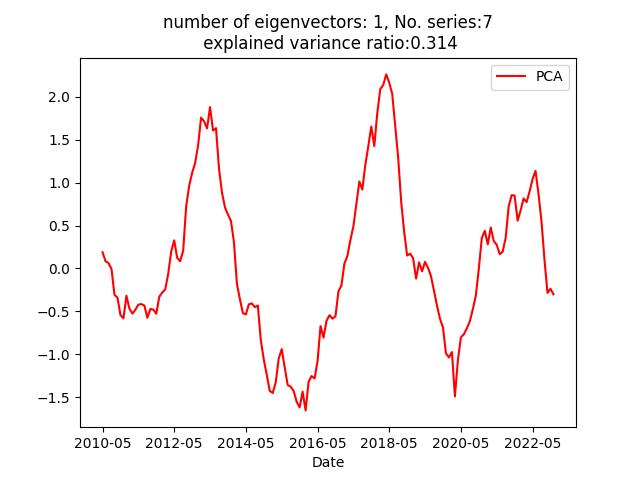 number of eigenvectors: 1, No. series:7
explained variance ratio:0.314
PCA
2.0
1.5
1.0
0.5
0.0
−0.5
−1.0
−1.5
2010-05 2012-05 2014-05 2016-05 2018-05 2020-05 2022-05
Date